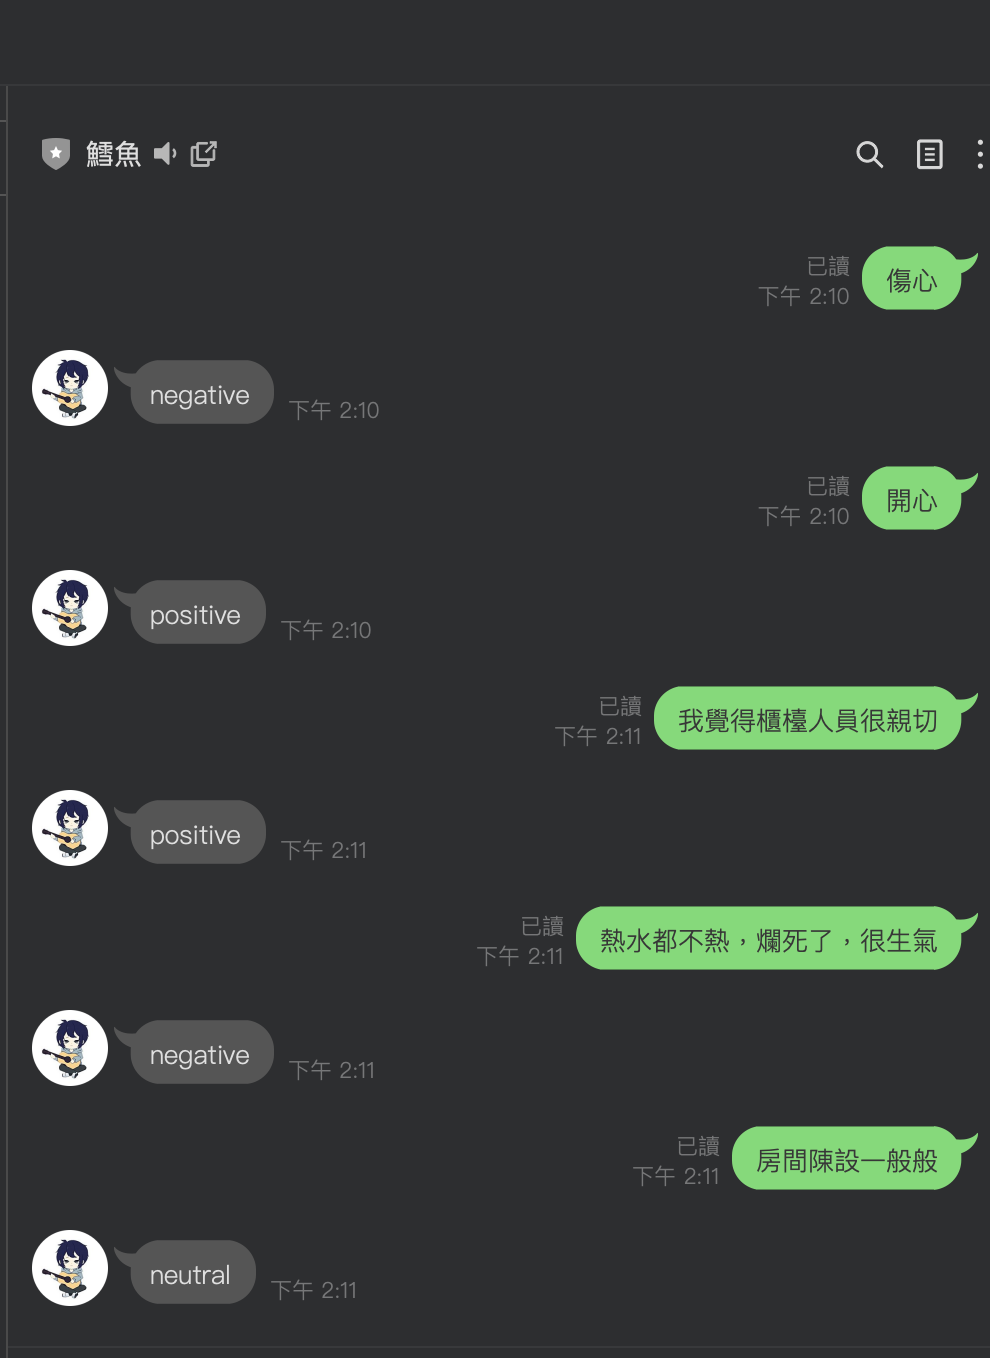 鱈魚
已讀
下午 2:10
傷心
negative
下午 2:10
已讀
下午 2:10
開心
positive
下午 2:10
已讀
下午 2:11
我覺得櫃檯人員很親切
positive
下午 2:11
已讀
下午 2:11
熱水都不熱，爛死了，很生氣
negative
下午 2:11
已讀
下午 2:11
房間陳設一般般
neutral
下午 2:11